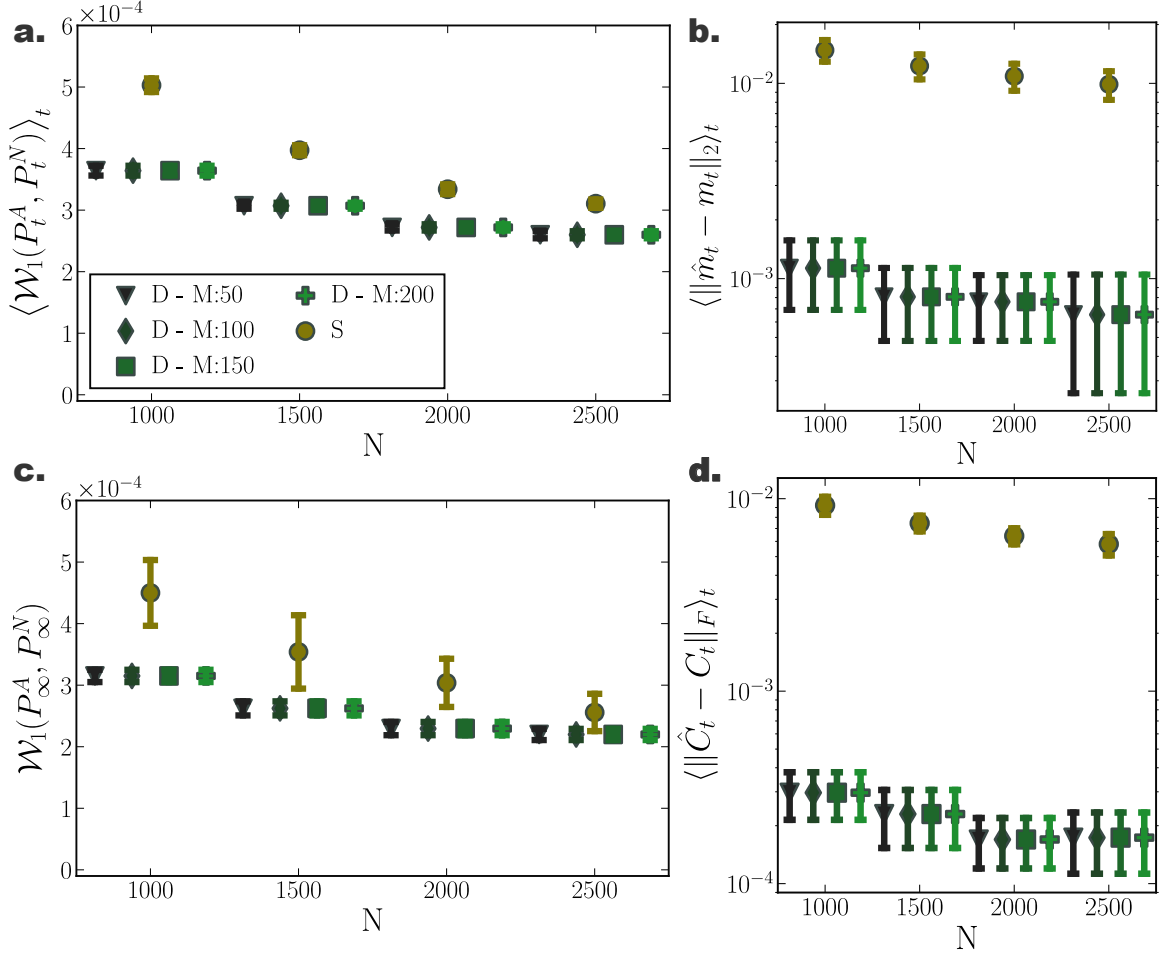 a.
×10⁻⁴
6
5
4
3
2
1
0
⟨𝒲₁(P_t^A, P_t^N)⟩_t
D - M:50
D - M:100
D - M:150
D - M:200
S
1000 1500 2000 2500
N
b.
10⁻²
10⁻³
⟨||m̂_t − m_t||₂⟩_t
1000 1500 2000 2500
N
c.
×10⁻⁴
6
5
4
3
2
1
0
𝒲₁(P_∞^A, P_∞^N)
1000 1500 2000 2500
N
d.
10⁻²
10⁻³
10⁻⁴
⟨||Ĉ_t − C_t||_F⟩_t
1000 1500 2000 2500
N